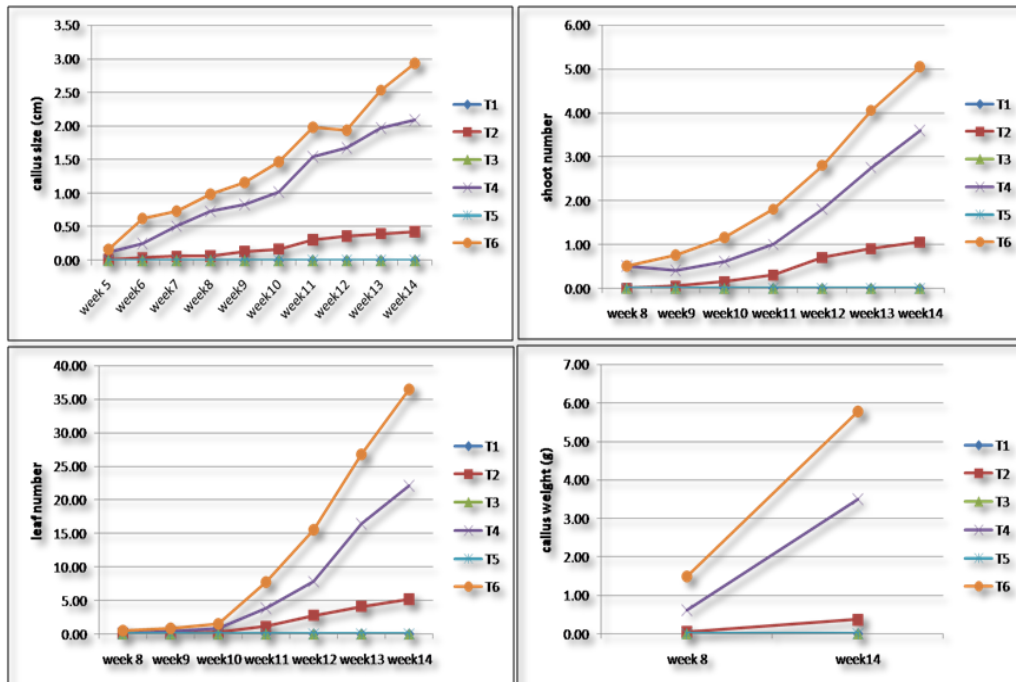 3.50
3.00
2.50
2.00
1.50
1.00
0.50
0.00
callus size (cm)
week 5
week6
week7
week8
week9
week10
week11
week12
week13
week14
T1
T2
T3
T4
T5
T6
6.00
5.00
4.00
3.00
2.00
1.00
0.00
shoot number
week 8
week9
week10
week11
week12
week13
week14
T1
T2
T3
T4
T5
T6
40.00
35.00
30.00
25.00
20.00
15.00
10.00
5.00
0.00
leaf number
week 8
week9
week10
week11
week12
week13
week14
T1
T2
T3
T4
T5
T6
7.00
6.00
5.00
4.00
3.00
2.00
1.00
0.00
callus weight (g)
week 8
week14
T1
T2
T3
T4
T5
T6